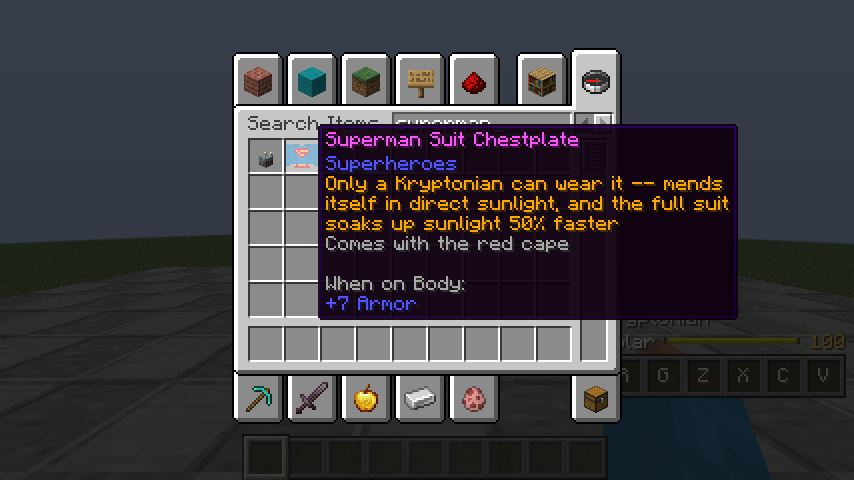 Search Items
Superman Suit Chestplate
Superheroes
Only a Kryptonian can wear it -- mends
itself in direct sunlight, and the full suit
soaks up sunlight 50% faster
Comes with the red cape
When on Body:
+7 Armor
100
G Z X C V